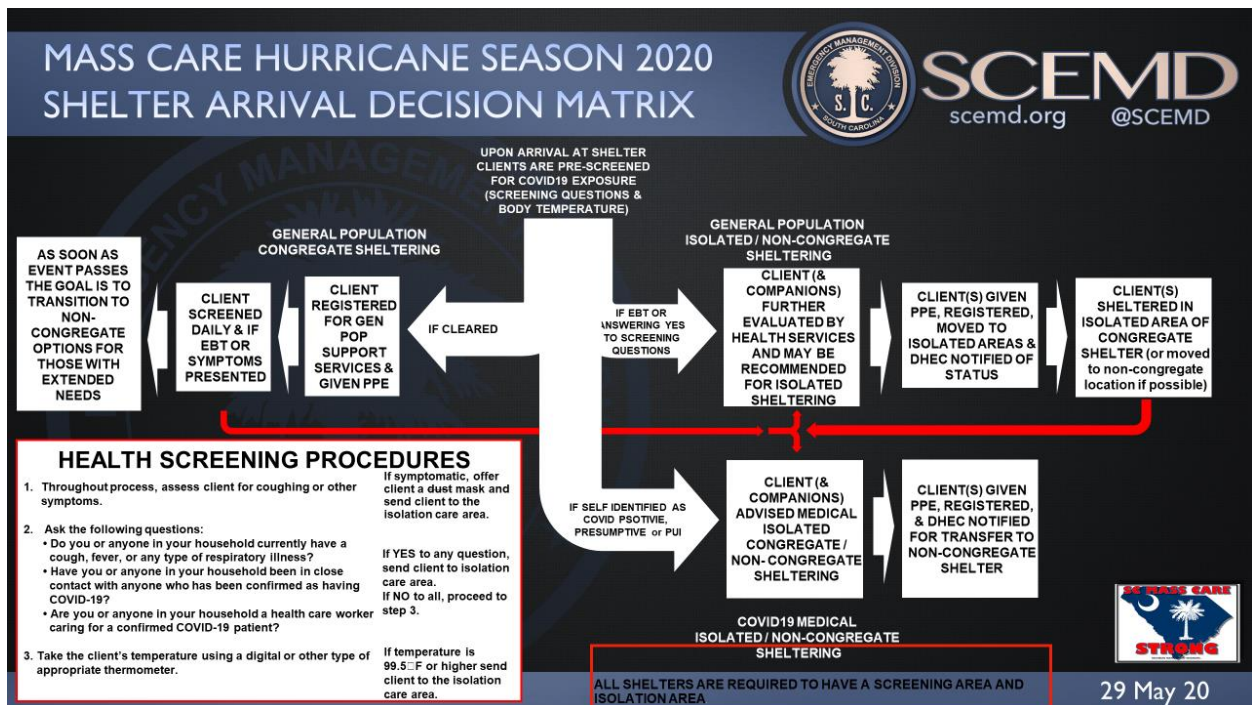 MASS CARE HURRICANE SEASON 2020
SHELTER ARRIVAL DECISION MATRIX
EMERGENCY MANAGEMENT DIVISION
S. C.
SOUTH CAROLINA
SCEMD
scemd.org @SCEMD
UPON ARRIVAL AT SHELTER
CLIENTS ARE PRE-SCREENED
FOR COVID19 EXPOSURE
(SCREENING QUESTIONS &
BODY TEMPERATURE)
GENERAL POPULATION
CONGREGATE SHELTERING
AS SOON AS
EVENT PASSES
THE GOAL IS TO
TRANSITION TO
NON-
CONGREGATE
OPTIONS FOR
THOSE WITH
EXTENDED
NEEDS
CLIENT
SCREENED
DAILY & IF
EBT OR
SYMPTOMS
PRESENTED
CLIENT
REGISTERED
FOR GEN
POP
SUPPORT
SERVICES &
GIVEN PPE
IF CLEARED
GENERAL POPULATION
ISOLATED / NON-CONGREGATE
SHELTERING
IF EBT OR
ANSWERING YES
TO SCREENING
QUESTIONS
CLIENT (&
COMPANIONS)
FURTHER
EVALUATED BY
HEALTH SERVICES
AND MAY BE
RECOMMENDED
FOR ISOLATED
SHELTERING
CLIENT(S) GIVEN
PPE, REGISTERED,
MOVED TO
ISOLATED AREAS &
DHEC NOTIFIED OF
STATUS
CLIENT(S)
SHELTERED IN
ISOLATED AREA OF
CONGREGATE
SHELTER (or moved
to non-congregate
location if possible)
IF SELF IDENTIFIED AS
COVID PSOTIVIE,
PRESUMPTIVE or PUI
CLIENT (&
COMPANIONS)
ADVISED MEDICAL
ISOLATED
CONGREGATE /
NON- CONGREGATE
SHELTERING
CLIENT(S) GIVEN
PPE, REGISTERED,
& DHEC NOTIFIED
FOR TRANSFER TO
NON-CONGREGATE
SHELTER
COVID19 MEDICAL
ISOLATED / NON-CONGREGATE
SHELTERING
ALL SHELTERS ARE REQUIRED TO HAVE A SCREENING AREA AND
ISOLATION AREA
HEALTH SCREENING PROCEDURES
1. Throughout process, assess client for coughing or other
symptoms.
If symptomatic, offer
client a dust mask and
send client to the
isolation care area.
2. Ask the following questions:
• Do you or anyone in your household currently have a
cough, fever, or any type of respiratory illness?
• Have you or anyone in your household been in close
contact with anyone who has been confirmed as having
COVID-19?
• Are you or anyone in your household a health care worker
caring for a confirmed COVID-19 patient?
If YES to any question,
send client to isolation
care area.
If NO to all, proceed to
step 3.
3. Take the client's temperature using a digital or other type of
appropriate thermometer.
If temperature is
99.5□F or higher send
client to the isolation
care area.
SC MASS CARE
STRONG
29 May 20